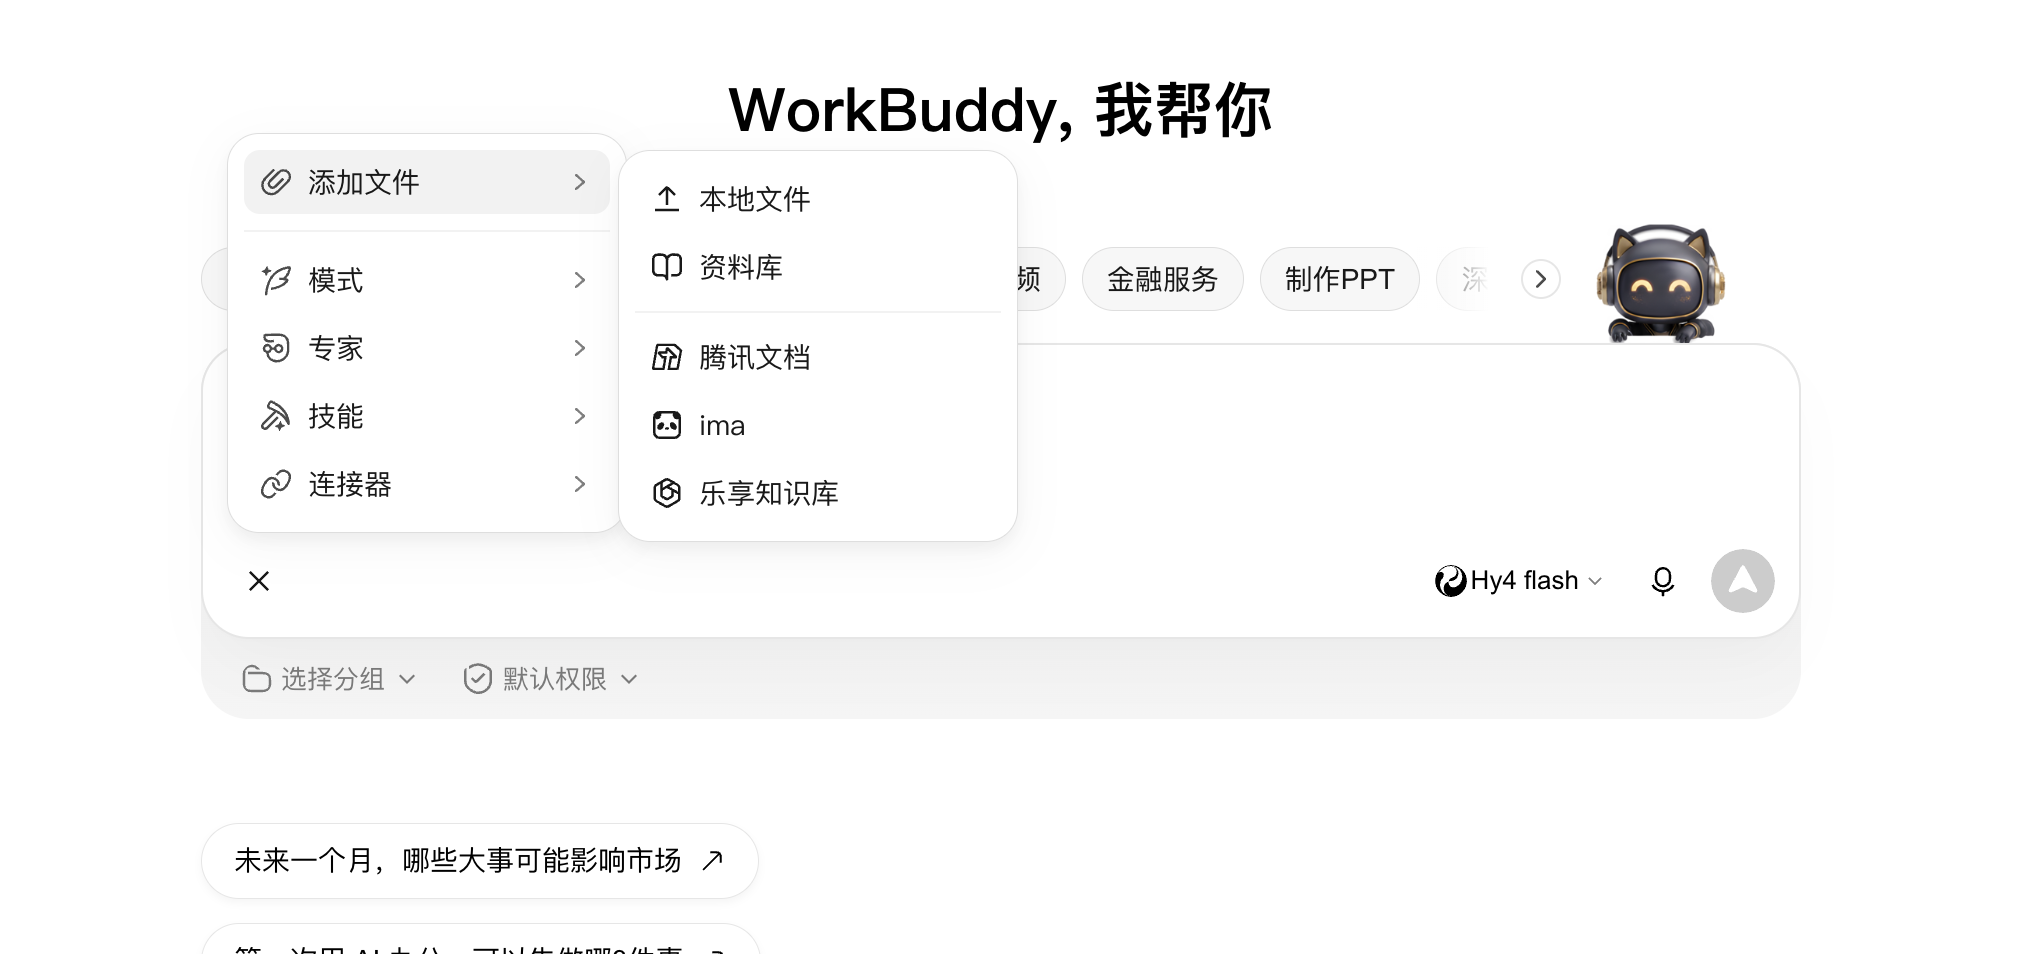 WorkBuddy, 我帮你
添加文件
模式
专家
技能
连接器
本地文件
资料库
腾讯文档
ima
乐享知识库
频
金融服务
制作PPT
深
Hy4 flash
选择分组
默认权限
未来一个月，哪些大事可能影响市场